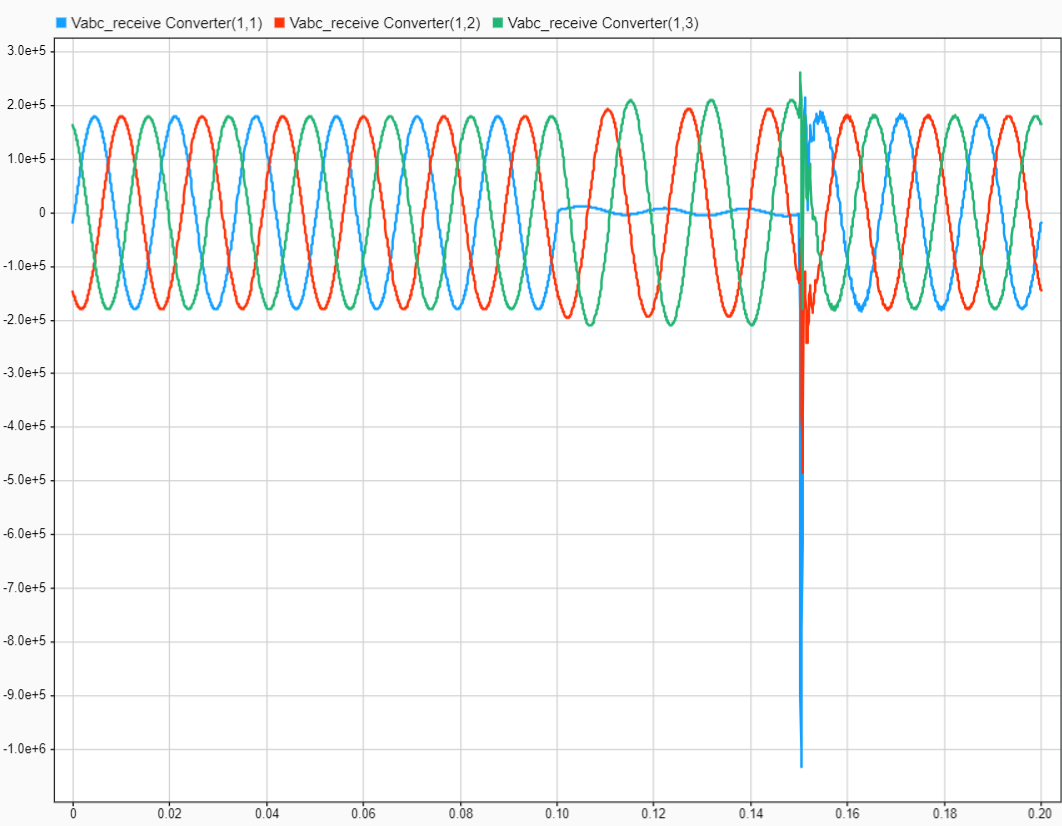 Vabc_receive Converter(1,1) Vabc_receive Converter(1,2) Vabc_receive Converter(1,3)
3.0e+5
2.0e+5
1.0e+5
0
-1.0e+5
-2.0e+5
-3.0e+5
-4.0e+5
-5.0e+5
-6.0e+5
-7.0e+5
-8.0e+5
-9.0e+5
-1.0e+6
0 0.02 0.04 0.06 0.08 0.10 0.12 0.14 0.16 0.18 0.20